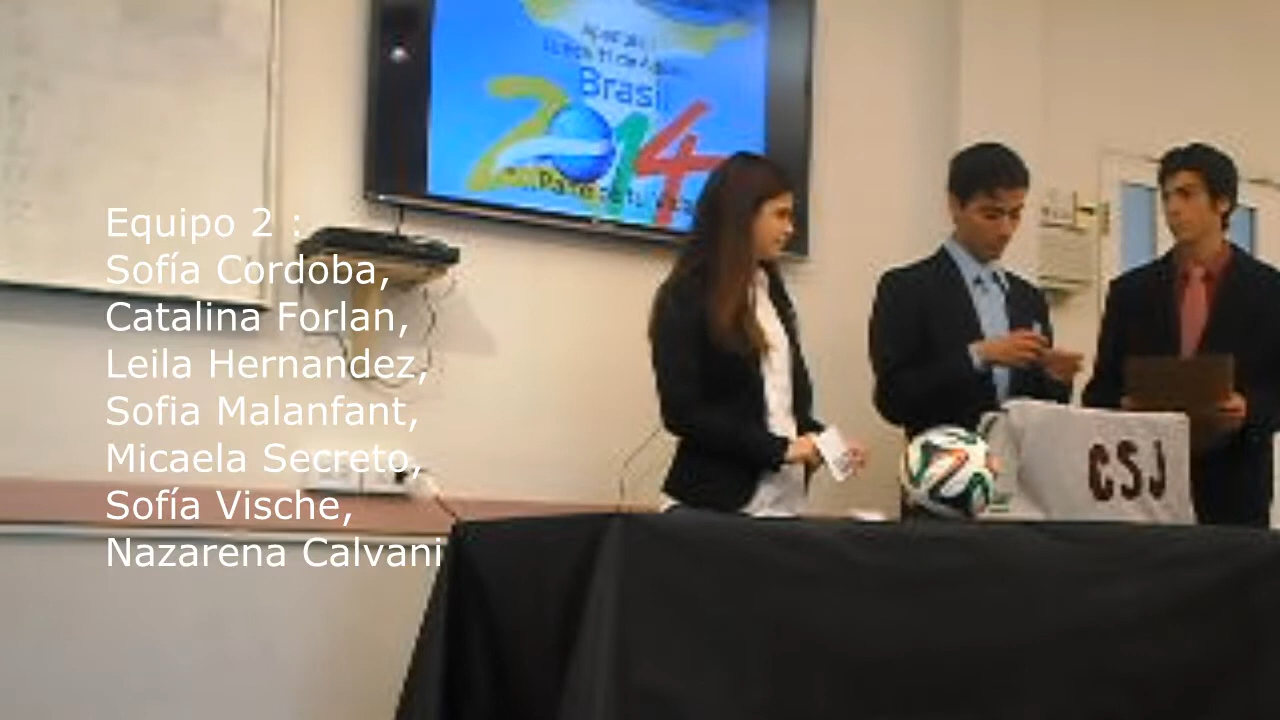 Brasil
2014
Equipo 2 :
Sofía Cordoba,
Catalina Forlan,
Leila Hernandez,
Sofia Malanfant,
Micaela Secreto,
Sofía Vische,
Nazarena Calvani
CSJ